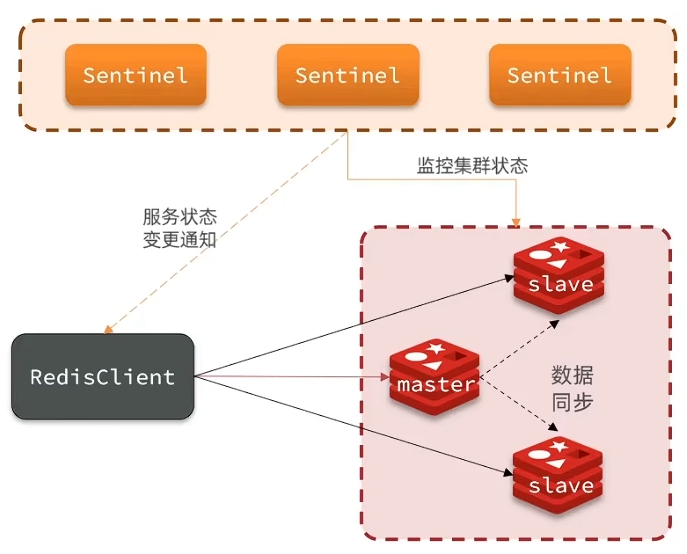 Sentinel
Sentinel
Sentinel
监控集群状态
服务状态
变更通知
slave
RedisClient
master
数据
同步
slave